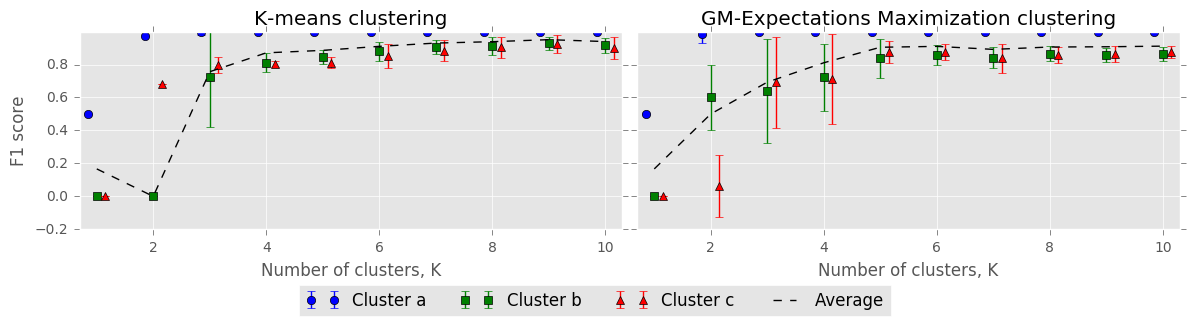 K-means clustering
GM-Expectations Maximization clustering
F1 score
0.8
0.6
0.4
0.2
0.0
−0.2
2 4 6 8 10
2 4 6 8 10
Number of clusters, K
Number of clusters, K
Cluster a Cluster b Cluster c Average